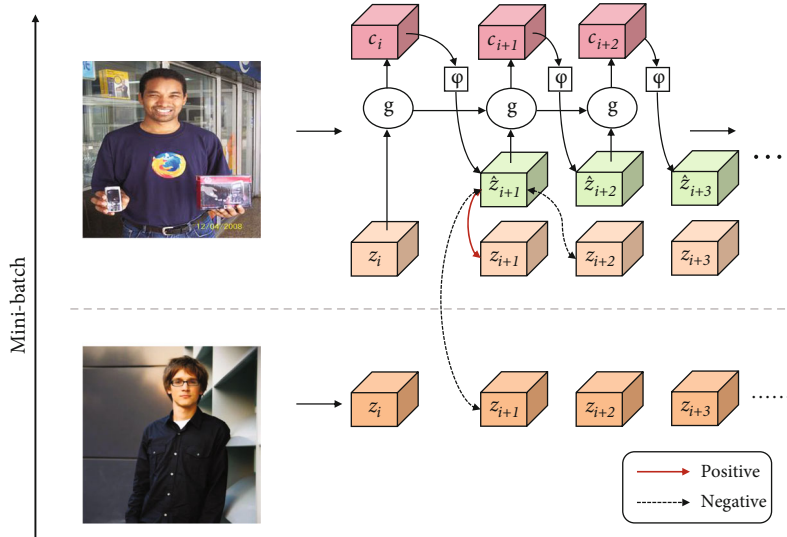 c_i
c_{i+1}
c_{i+2}
φ
φ
φ
g
g
g
ẑ_{i+1}
ẑ_{i+2}
ẑ_{i+3}
...
12/04/2008
z_i
z_{i+1}
z_{i+2}
z_{i+3}
Mini-batch
z_i
z_{i+1}
z_{i+2}
z_{i+3}
......
Positive
Negative